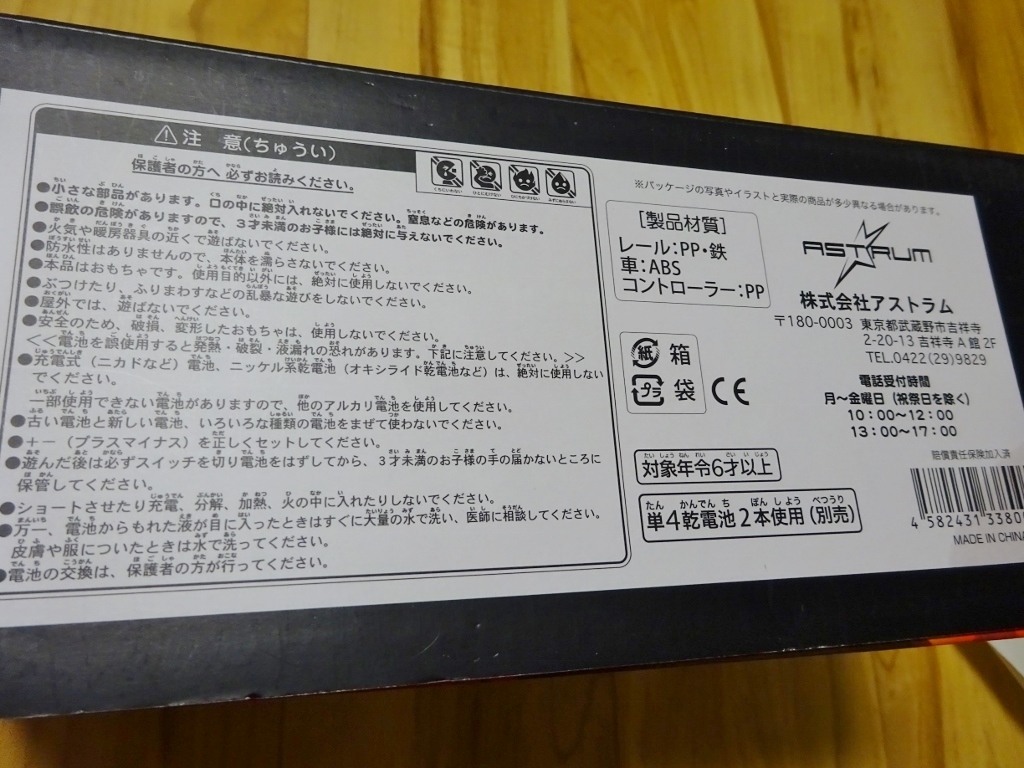 ⚠注 意(ちゅうい)
保護者の方へ 必ずお読みください。
●小さな部品があります。口の中に絶対入れないでください。窒息などの危険があります。
●誤飲の危険がありますので、3才未満のお子様には絶対に与えないでください。
●火気や暖房器具の近くで遊ばないでください。
●防水性はありませんので、本体を濡らさないでください。
●本品はおもちゃです。使用目的以外には、絶対に使用しないでください。
●ぶつけたり、ふりまわすなどの乱暴な遊びをしないでください。
●屋外では、遊ばないでください。
●安全のため、破損、変形したおもちゃは、使用しないでください。
<<電池を誤使用すると発熱・破裂・液漏れの恐れがあります。下記に注意してください。>>
●充電式(ニカドなど)電池、ニッケル系乾電池(オキシライド乾電池など)は、絶対に使用しない
でください。
一部使用できない電池がありますので、他のアルカリ電池を使用してください。
●古い電池と新しい電池、いろいろな種類の電池をまぜて使わないでください。
●+-(プラスマイナス)を正しくセットしてください。
●遊んだ後は必ずスイッチを切り電池をはずしてから、3才未満のお子様の手の届かないところに
保管してください。
●ショートさせたり充電、分解、加熱、火の中に入れたりしないでください。
●万一、電池からもれた液が目に入ったときはすぐに大量の水で洗い、医師に相談してください。
皮膚や服についたときは水で洗ってください。
●電池の交換は、保護者の方が行ってください。
※パッケージの写真やイラストと実際の商品が多少異なる場合があります。
[製品材質]
レール:PP・鉄
車:ABS
コントローラー:PP
紙 箱
プラ 袋
CE
対象年令6才以上
単4乾電池2本使用(別売)
ASTRUM
株式会社アストラム
〒180-0003 東京都武蔵野市吉祥寺
2-20-13 吉祥寺A館2F
TEL.0422(29)9829
電話受付時間
月~金曜日(祝祭日を除く)
10:00~12:00
13:00~17:00
賠償責任保険加入済
4 582431 3380
MADE IN CHINA